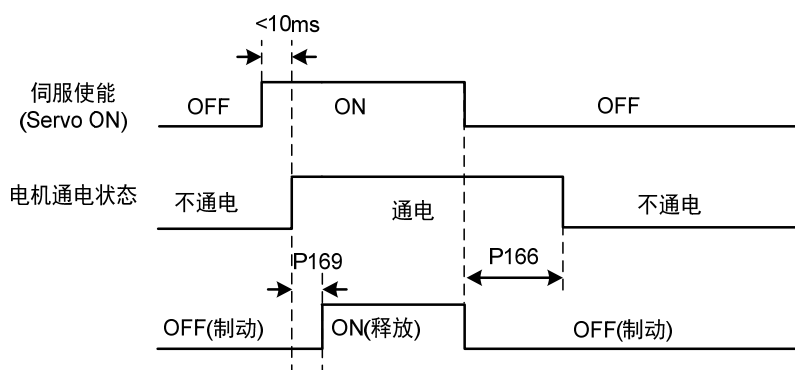 <10ms
伺服使能
(Servo ON)
OFF
ON
OFF
电机通电状态
不通电
通电
不通电
P169
P166
OFF(制动)
ON(释放)
OFF(制动)